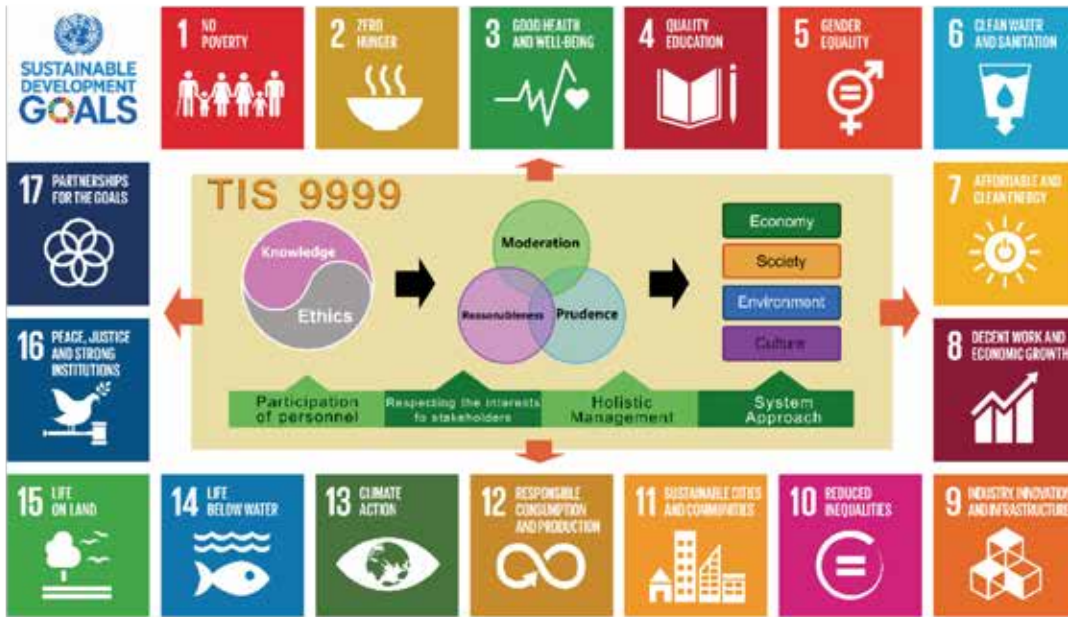 SUSTAINABLE
DEVELOPMENT
GOALS
1 NO
POVERTY
2 ZERO
HUNGER
3 GOOD HEALTH
AND WELL-BEING
4 QUALITY
EDUCATION
5 GENDER
EQUALITY
6 CLEAN WATER
AND SANITATION
17 PARTNERSHIPS
FOR THE GOALS
TIS 9999
Knowledge
Ethics
Moderation
Reasonableness
Prudence
Economy
Society
Environment
Culture
7 AFFORDABLE AND
CLEAN ENERGY
16 PEACE, JUSTICE
AND STRONG
INSTITUTIONS
Participation
of personnel
Respecting the interests
fo stakeholders
Holistic
Management
System
Approach
8 DECENT WORK AND
ECONOMIC GROWTH
15 LIFE
ON LAND
14 LIFE
BELOW WATER
13 CLIMATE
ACTION
12 RESPONSIBLE
CONSUMPTION
AND PRODUCTION
11 SUSTAINABLE CITIES
AND COMMUNITIES
10 REDUCED
INEQUALITIES
9 INDUSTRY, INNOVATION
AND INFRASTRUCTURE